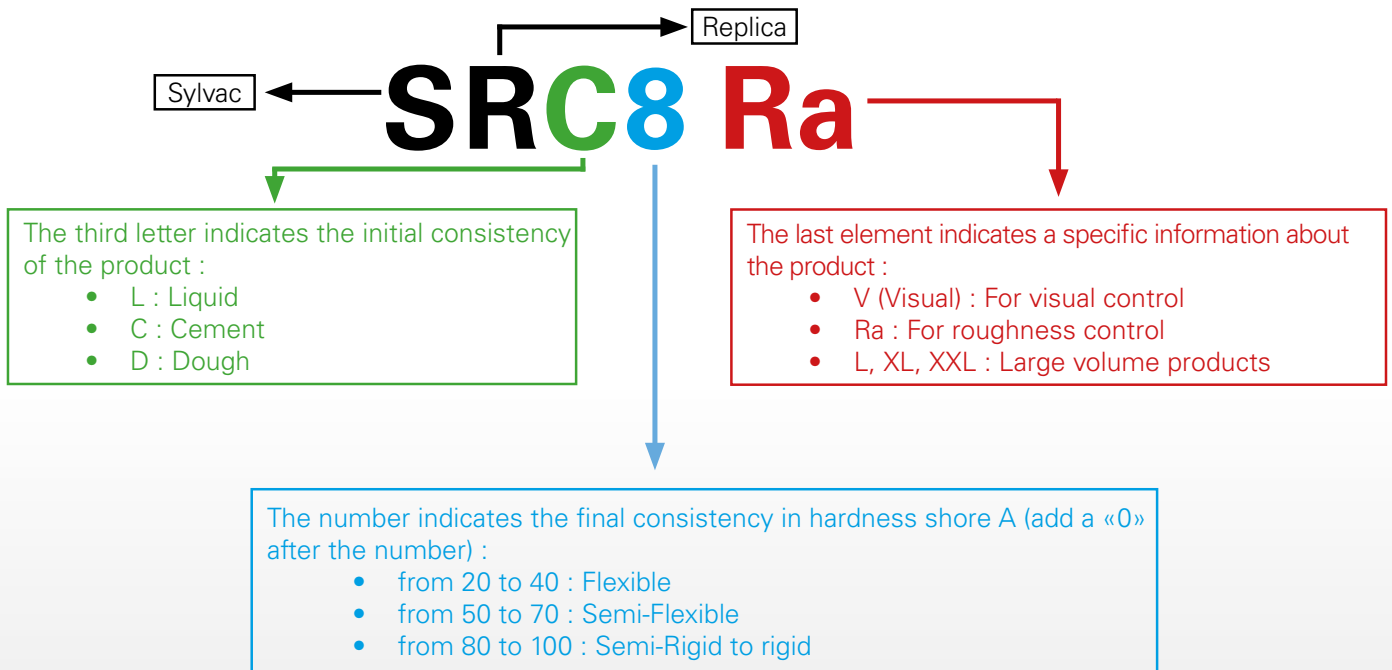 Replica
Sylvac
SRC8 Ra
The third letter indicates the initial consistency
of the product :
• L : Liquid
• C : Cement
• D : Dough
The last element indicates a specific information about
the product :
• V (Visual) : For visual control
• Ra : For roughness control
• L, XL, XXL : Large volume products
The number indicates the final consistency in hardness shore A (add a «0»
after the number) :
• from 20 to 40 : Flexible
• from 50 to 70 : Semi-Flexible
• from 80 to 100 : Semi-Rigid to rigid